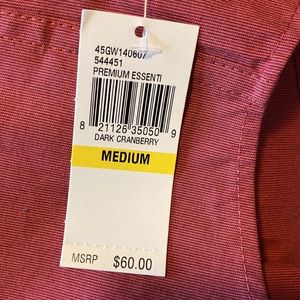 45GW140607
544451
PREMIUM ESSENTI
8 21126 35050 9
DARK CRANBERRY
MEDIUM
MSRP $60.00